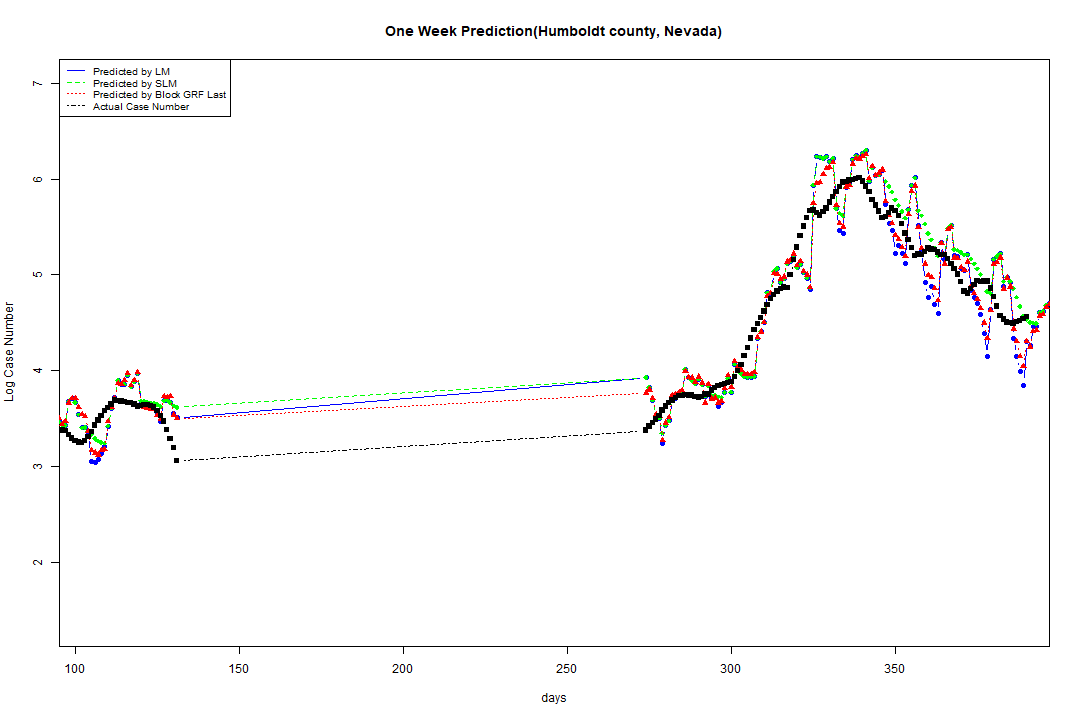 One Week Prediction(Humboldt county, Nevada)
Predicted by LM
Predicted by SLM
Predicted by Block GRF Last
Actual Case Number
7
6
5
4
3
2
Log Case Number
100 150 200 250 300 350
days